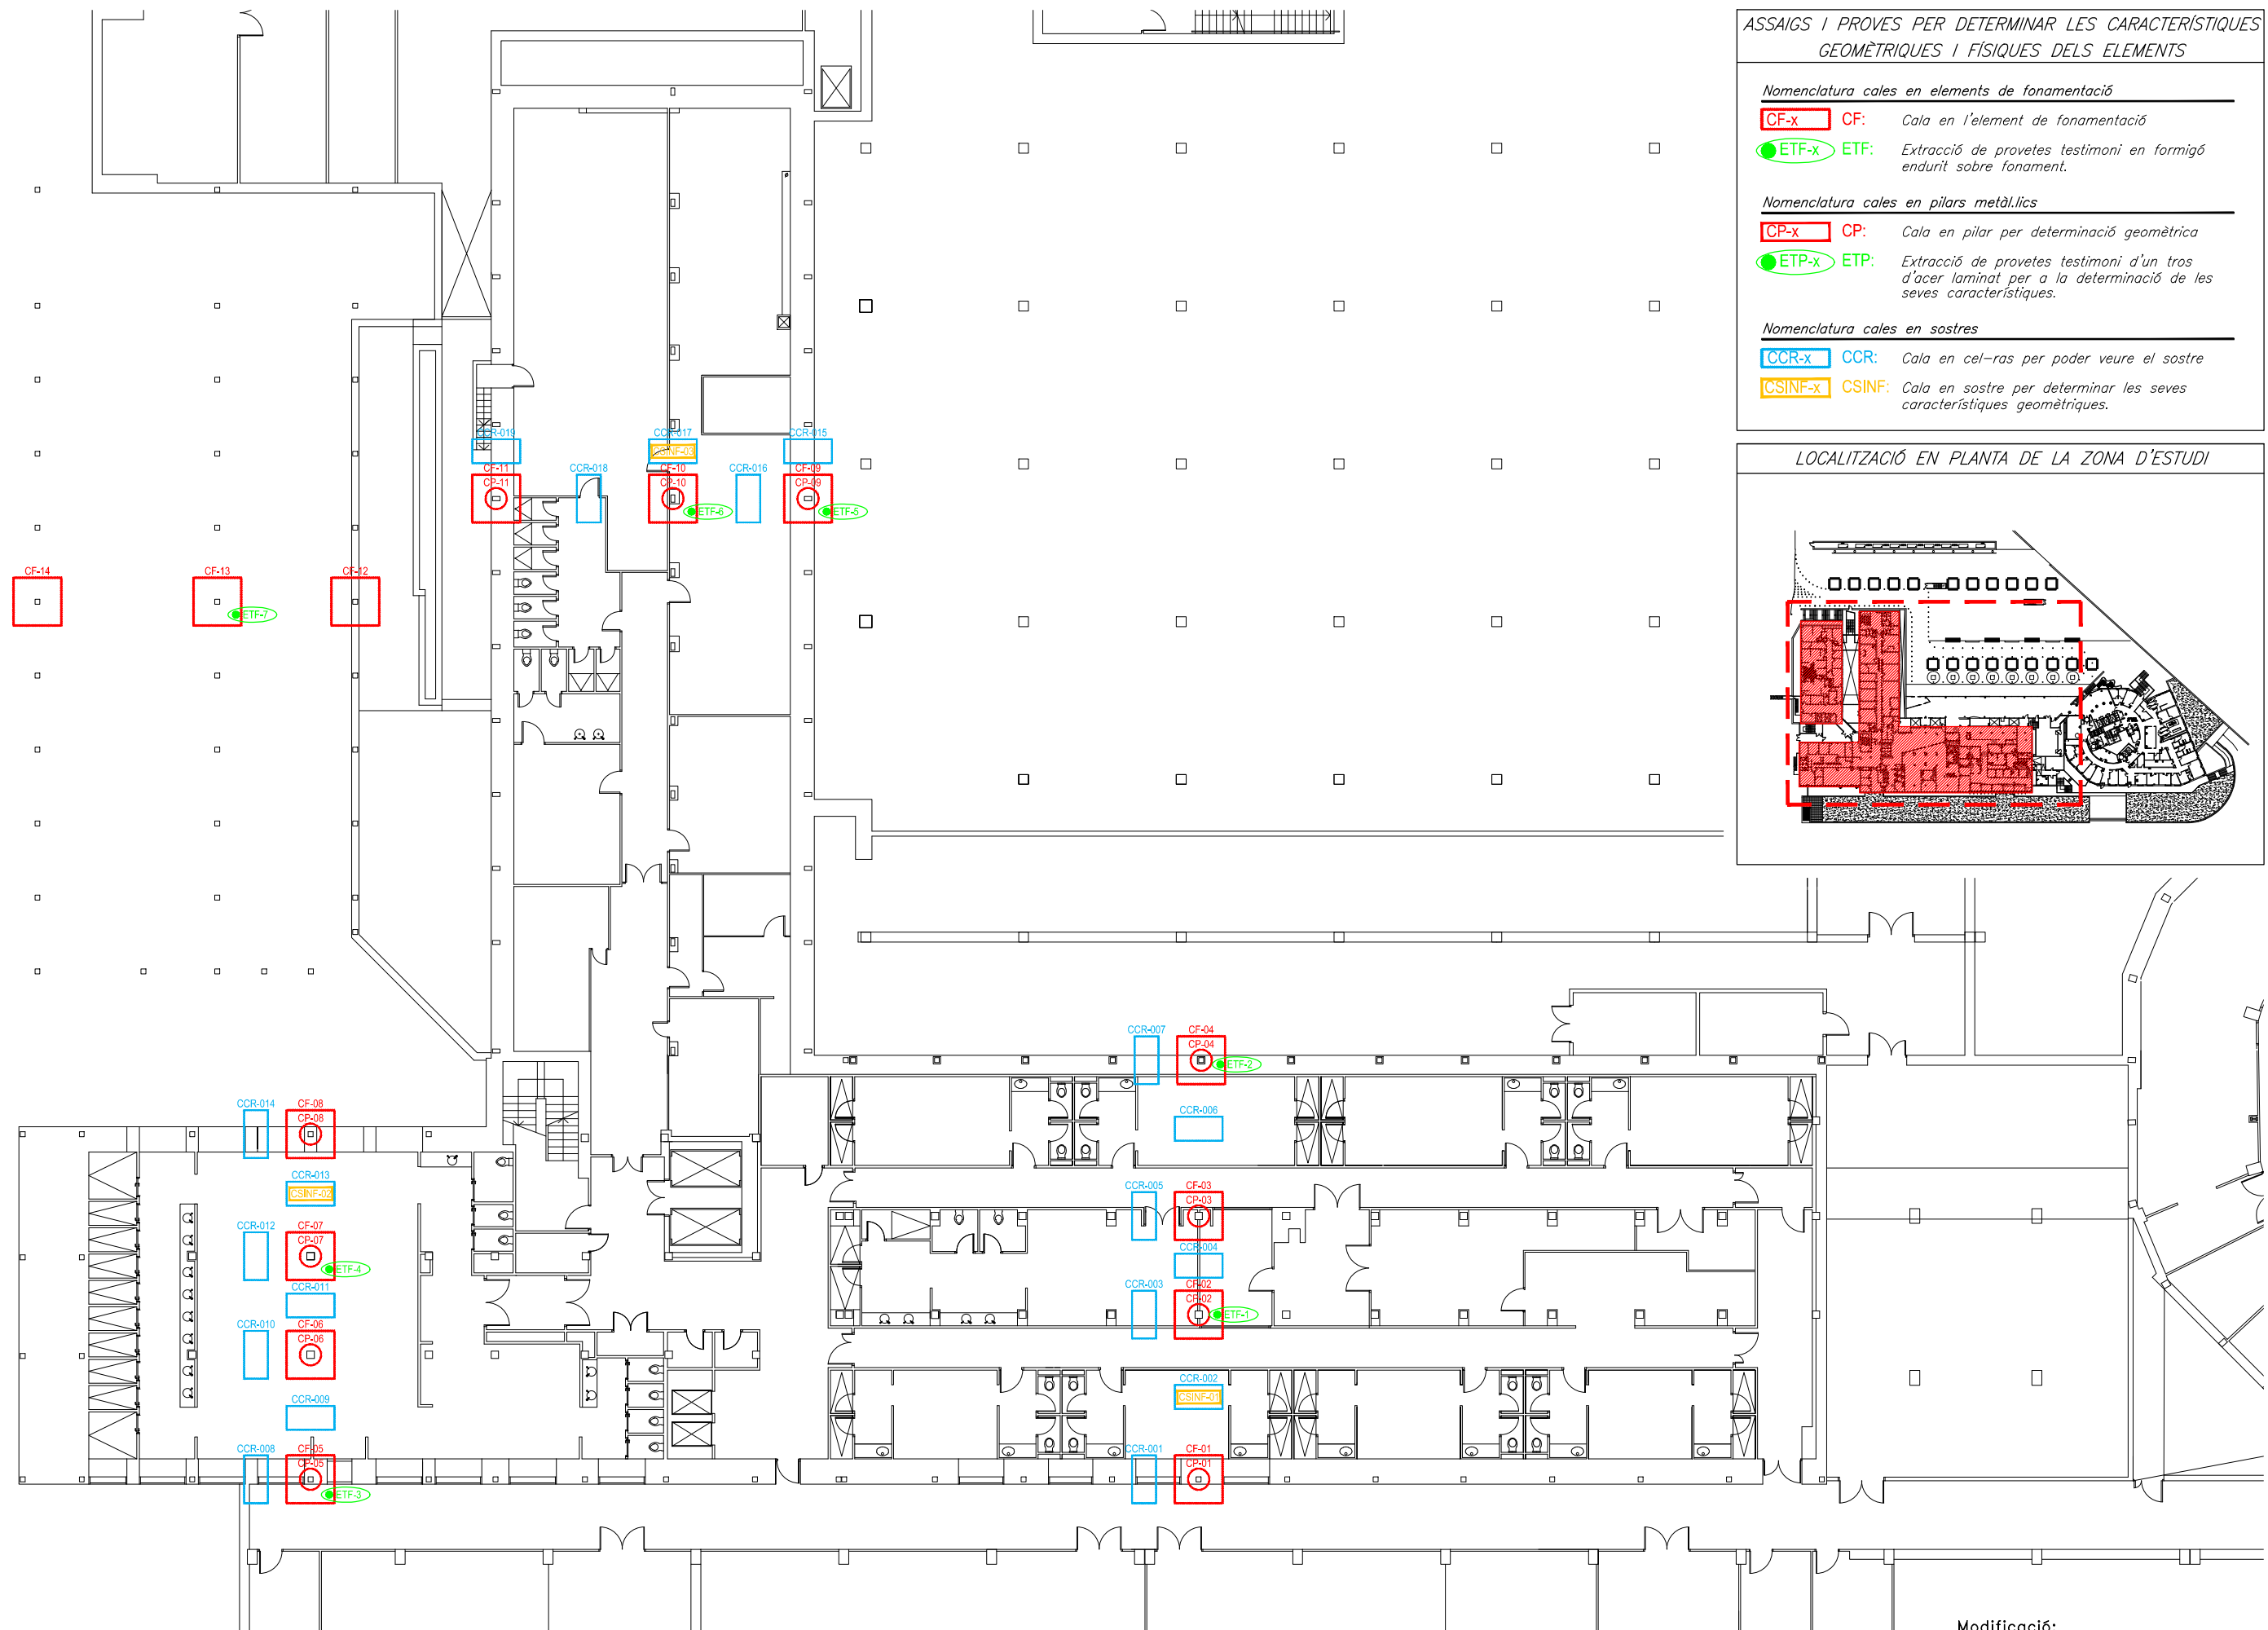 ASSAIGS I PROVES PER DETERMINAR LES CARACTERÍSTIQUES
GEOMÈTRIQUES I FÍSIQUES DELS ELEMENTS
Nomenclatura cales en elements de fonamentació
CF-x CF: Cala en l'element de fonamentació
ETF-x ETF: Extracció de provetes testimoni en formigó
endurit sobre fonament.
Nomenclatura cales en pilars metàl.lics
CP-x CP: Cala en pilar per determinació geomètrica
ETP-x ETP: Extracció de provetes testimoni d'un tros
d'acer laminat per a la determinació de les
seves característiques.
Nomenclatura cales en sostres
CCR-x CCR: Cala en cel-ras per poder veure el sostre
CSINF-x CSINF: Cala en sostre per determinar les seves
característiques geomètriques.
LOCALITZACIÓ EN PLANTA DE LA ZONA D'ESTUDI
CCR-019 CCR-017 CCR-015
CSINF-03
CF-11 CCR-018 CF-10 CCR-016 CF-09
CP-11 CP-10 CP-09
ETF-6 ETF-5
CF-14 CF-13 CF-12
ETF-7
CCR-007 CF-04
CP-04
ETF-2
CCR-014 CF-08 CCR-006
CP-08
CCR-013 CCR-005 CF-03
CSINF-02 CP-03
CCR-012 CF-07
CP-07 CCR-004
ETF-4
CCR-011 CCR-003 CF-02
CP-02
ETF-1
CCR-010 CF-06
CP-06
CCR-002
CSINF-01
CCR-009
CCR-008 CF-05 CCR-001 CF-01
CP-05 CP-01
ETF-3
Modificació: